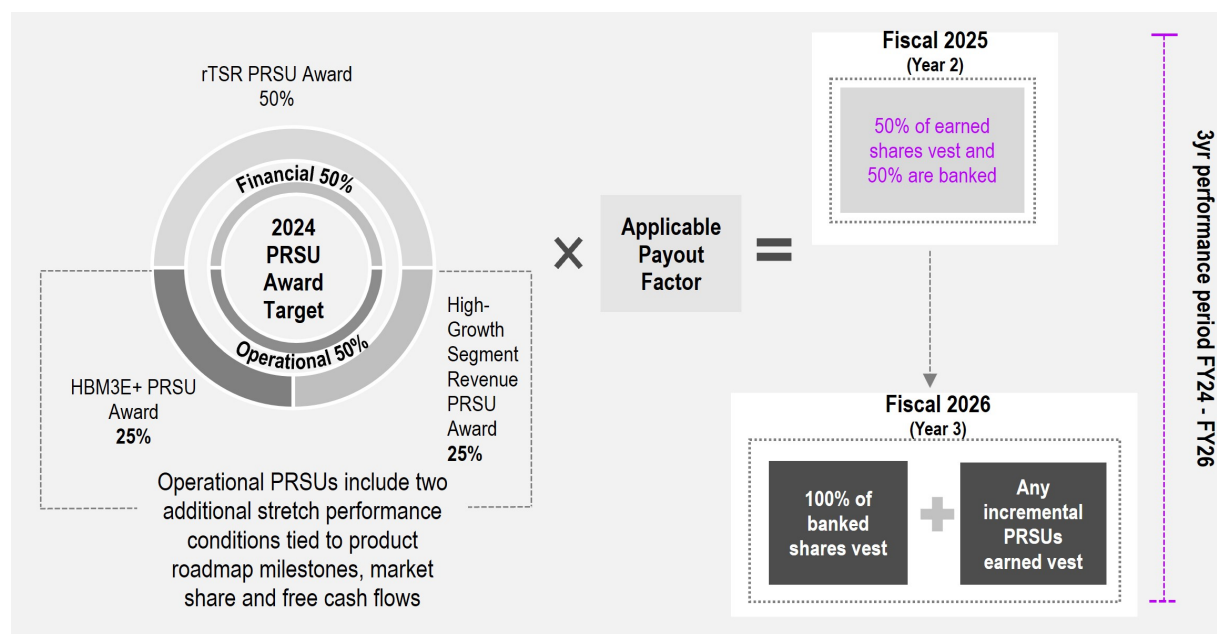 rTSR PRSU Award
50%
Financial 50%
2024
PRSU
Award
Target
Operational 50%
HBM3E+ PRSU
Award
25%
High-
Growth
Segment
Revenue
PRSU
Award
25%
Operational PRSUs include two
additional stretch performance
conditions tied to product
roadmap milestones, market
share and free cash flows
×
Applicable
Payout
Factor
=
Fiscal 2025
(Year 2)
50% of earned
shares vest and
50% are banked
Fiscal 2026
(Year 3)
100% of
banked
shares vest
+
Any
incremental
PRSUs
earned vest
3yr performance period FY24 - FY26